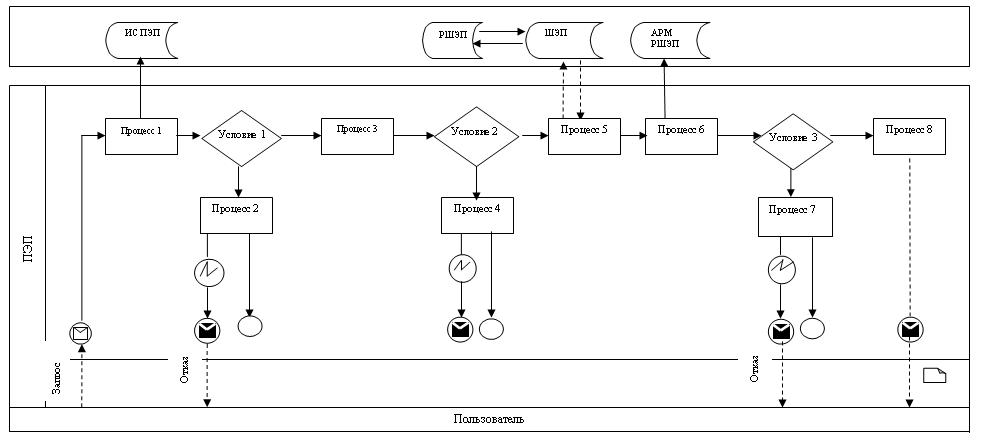 ИС ПЭП
РШЭП
ШЭП
АРМ
РШЭП
Процесс 1
Условие 1
Процесс 3
Условие 2
Процесс 5
Процесс 6
Условие 3
Процесс 8
Процесс 2
Процесс 4
Процесс 7
ПЭП
Запрос
Отказ
Отказ
Пользователь